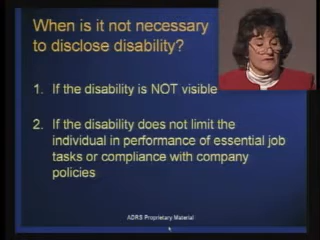 When is it not necessary
to disclose disability?
1. If the disability is NOT visible
2. If the disability does not limit the
individual in performance of essential job
tasks or compliance with company
policies
ADRS Proprietary Material